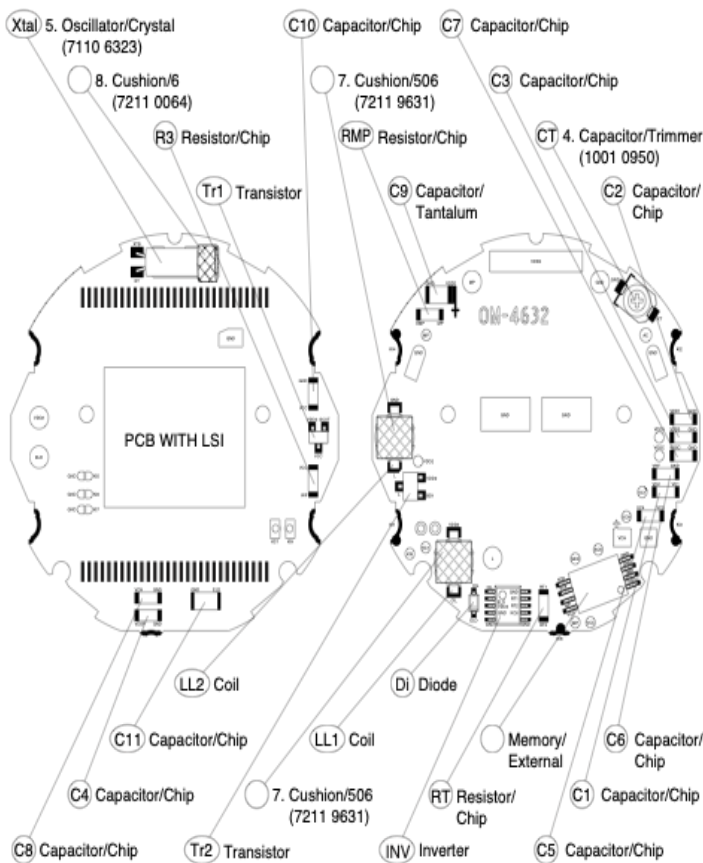 Xtal 5. Oscillator/Crystal
(7110 6323)
8. Cushion/6
(7211 0064)
R3 Resistor/Chip
Tr1 Transistor
C10 Capacitor/Chip
7. Cushion/506
(7211 9631)
RMP Resistor/Chip
C9 Capacitor/
Tantalum
C7 Capacitor/Chip
C3 Capacitor/Chip
CT 4. Capacitor/Trimmer
(1001 0950)
C2 Capacitor/
Chip
OM-4632
PCB WITH LSI
LL2 Coil
C11 Capacitor/Chip
C4 Capacitor/Chip
C8 Capacitor/Chip
Di Diode
LL1 Coil
7. Cushion/506
(7211 9631)
Tr2 Transistor
Memory/
External
RT Resistor/
Chip
INV Inverter
C6 Capacitor/
Chip
C1 Capacitor/Chip
C5 Capacitor/Chip